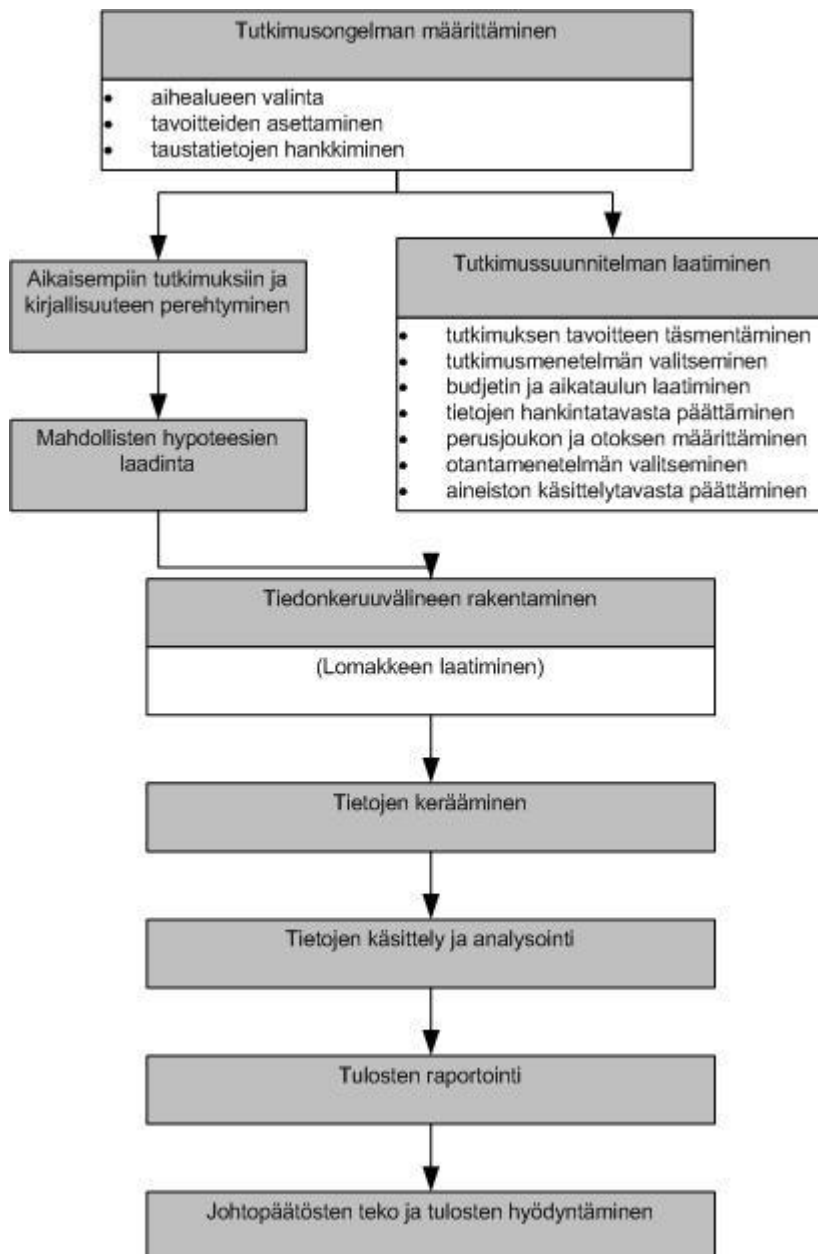 Tutkimusongelman määrittäminen
• aihealueen valinta
• tavoitteiden asettaminen
• taustatietojen hankkiminen
Aikaisempiin tutkimuksiin ja
kirjallisuuteen perehtyminen
Mahdollisten hypoteesien
laadinta
Tutkimussuunnitelman laatiminen
• tutkimuksen tavoitteen täsmentäminen
• tutkimusmenetelmän valitseminen
• budjetin ja aikataulun laatiminen
• tietojen hankintatavasta päättäminen
• perusjoukon ja otoksen määrittäminen
• otantamenetelmän valitseminen
• aineiston käsittelytavasta päättäminen
Tiedonkeruuvälineen rakentaminen
(Lomakkeen laatiminen)
Tietojen kerääminen
Tietojen käsittely ja analysointi
Tulosten raportointi
Johtopäätösten teko ja tulosten hyödyntäminen